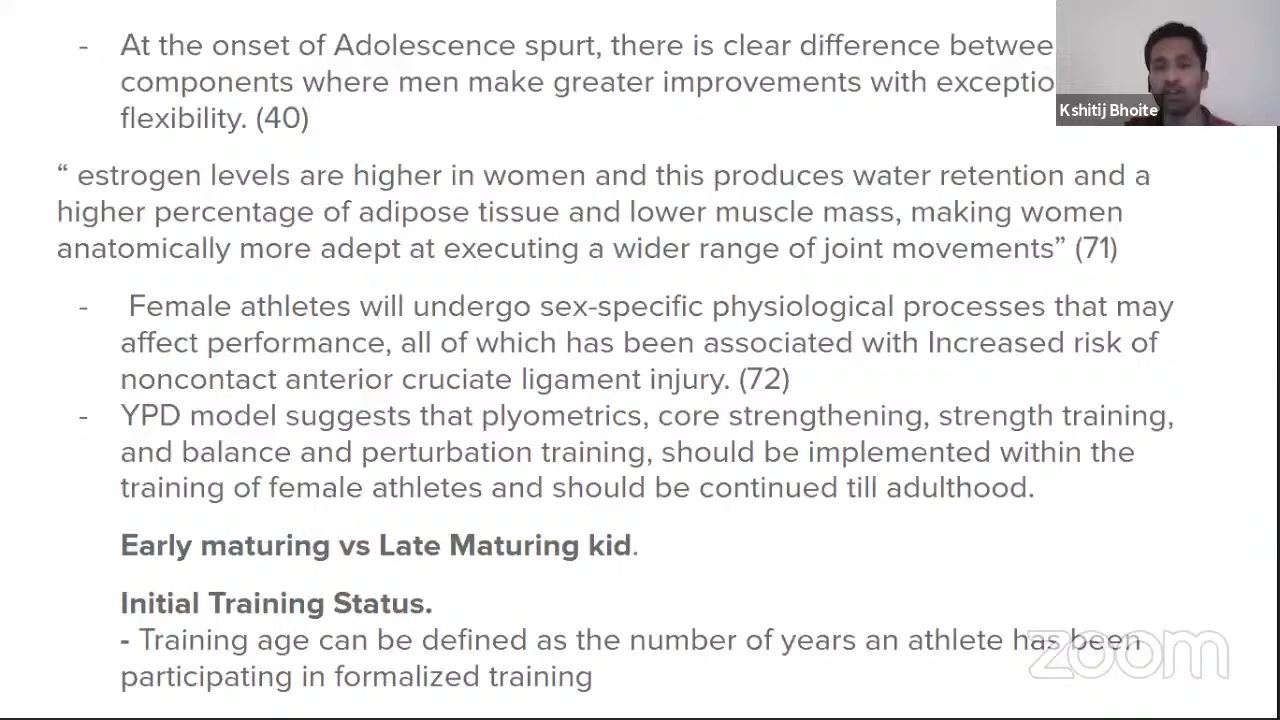 - At the onset of Adolescence spurt, there is clear difference
components where men make greater improvements with
flexibility. (40)
Kshitij Bhoite
“ estrogen levels are higher in women and this produces water retention and a
higher percentage of adipose tissue and lower muscle mass, making women
anatomically more adept at executing a wider range of joint movements” (71)
- Female athletes will undergo sex-specific physiological processes that may
affect performance, all of which has been associated with Increased risk of
noncontact anterior cruciate ligament injury. (72)
- YPD model suggests that plyometrics, core strengthening, strength training,
and balance and perturbation training, should be implemented within the
training of female athletes and should be continued till adulthood.
Early maturing vs Late Maturing kid.
Initial Training Status.
- Training age can be defined as the number of years an athlete has been
participating in formalized training
zoom